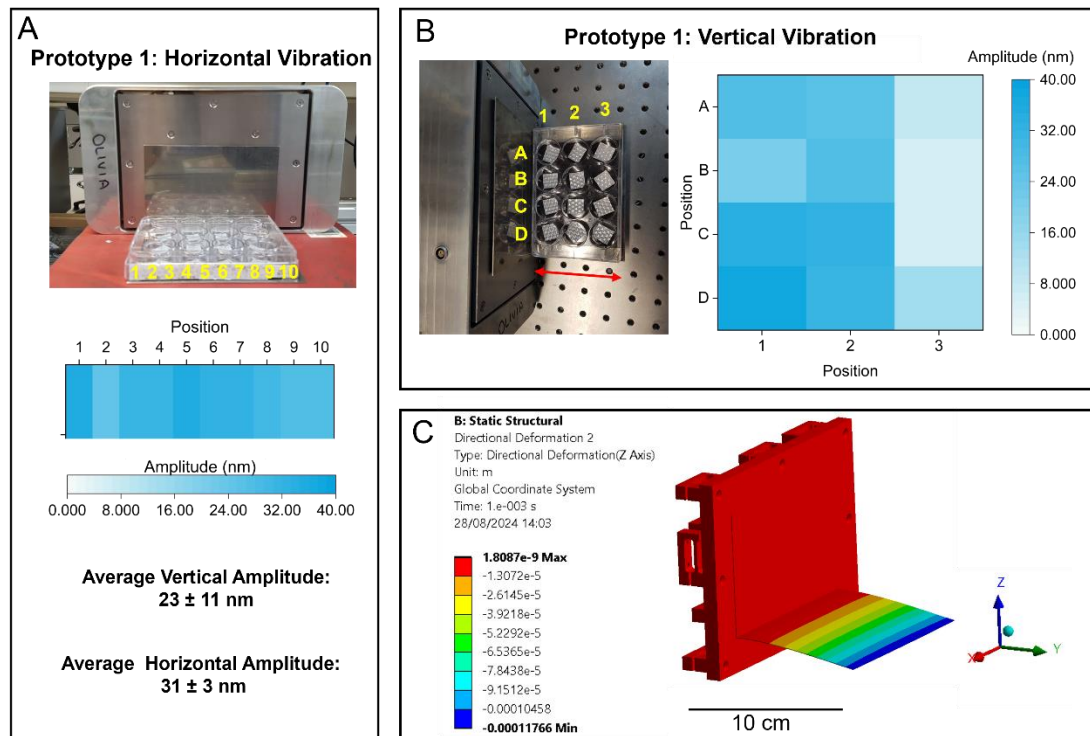 A
Prototype 1: Horizontal Vibration
OLIVIA
1 2 3 4 5 6 7 8 9 10
Position
1 2 3 4 5 6 7 8 9 10
Amplitude (nm)
0.000 8.000 16.00 24.00 32.00 40.00
Average Vertical Amplitude:
23 ± 11 nm
Average Horizontal Amplitude:
31 ± 3 nm
B
Prototype 1: Vertical Vibration
1 2 3
A
B
C
D
OLIVIA
Amplitude (nm)
40.00
32.00
24.00
16.00
8.000
0.000
Position
A
B
C
D
1 2 3
Position
C
B: Static Structural
Directional Deformation 2
Type: Directional Deformation(Z Axis)
Unit: m
Global Coordinate System
Time: 1.e-003 s
28/08/2024 14:03
1.8087e-9 Max
-1.3072e-5
-2.6145e-5
-3.9218e-5
-5.2292e-5
-6.5365e-5
-7.8438e-5
-9.1512e-5
-0.00010458
-0.00011766 Min
10 cm
Z
X
Y